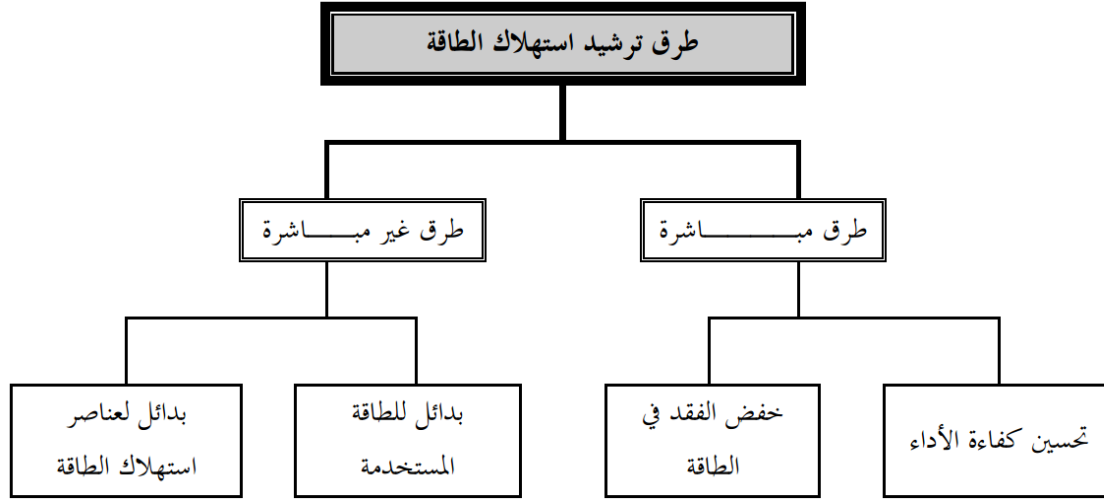 طرق ترشيد استهلاك الطاقة
طرق مبـــــــاشرة
طرق غير مبـــــاشرة
تحسين كفاءة الأداء
خفض الفقد في
الطاقة
بدائل للطاقة
المستخدمة
بدائل لعناصر
استهلاك الطاقة